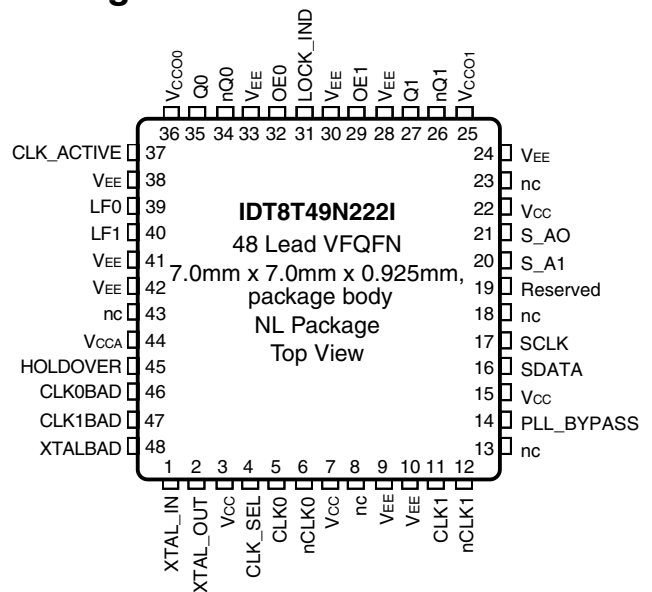 g
VCCO0
Q0
nQ0
VEE
OE0
LOCK_IND
VEE
OE1
VEE
Q1
nQ1
VCCO1
36 35 34 33 32 31 30 29 28 27 26 25
CLK_ACTIVE 37
VEE 38
LF0 39
LF1 40
VEE 41
VEE 42
nc 43
VCCA 44
HOLDOVER 45
CLK0BAD 46
CLK1BAD 47
XTALBAD 48
IDT8T49N222I
48 Lead VFQFN
7.0mm x 7.0mm x 0.925mm,
package body
NL Package
Top View
24 VEE
23 nc
22 VCC
21 S_AO
20 S_A1
19 Reserved
18 nc
17 SCLK
16 SDATA
15 VCC
14 PLL_BYPASS
13 nc
1 2 3 4 5 6 7 8 9 10 11 12
XTAL_IN
XTAL_OUT
VCC
CLK_SEL
CLK0
nCLK0
VCC
nc
VEE
VEE
CLK1
nCLK1